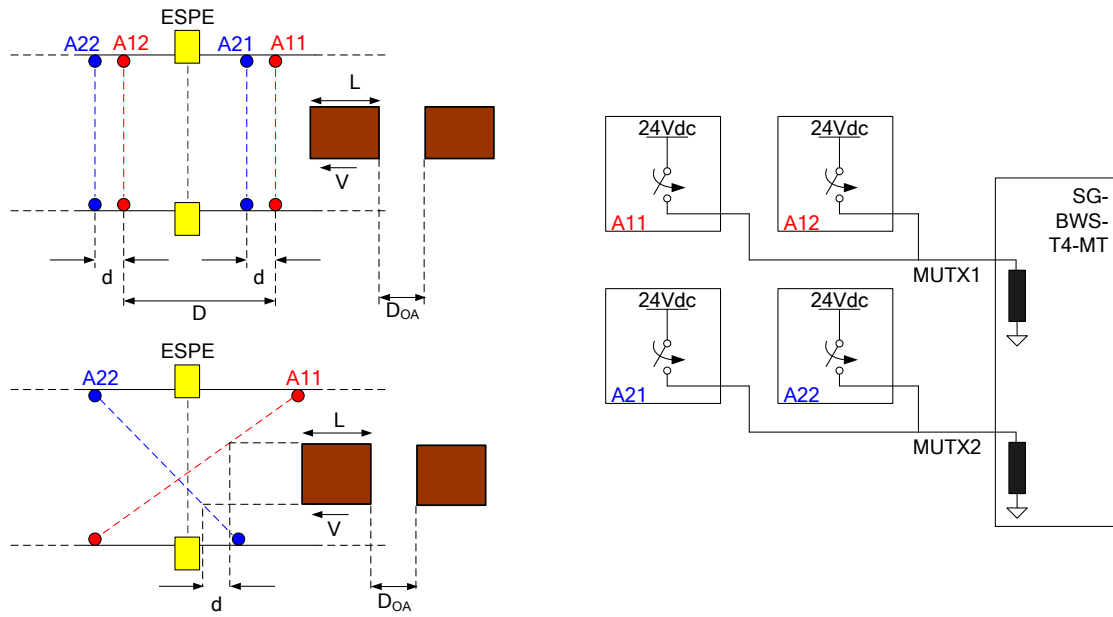 ESPE
A22 A12 A21 A11
L
V
d d
D
DOA
ESPE
A22 A11
L
V
d
DOA
24Vdc 24Vdc
A11 A12
SG-
BWS-
T4-MT
MUTX1
24Vdc 24Vdc
A21 A22
MUTX2